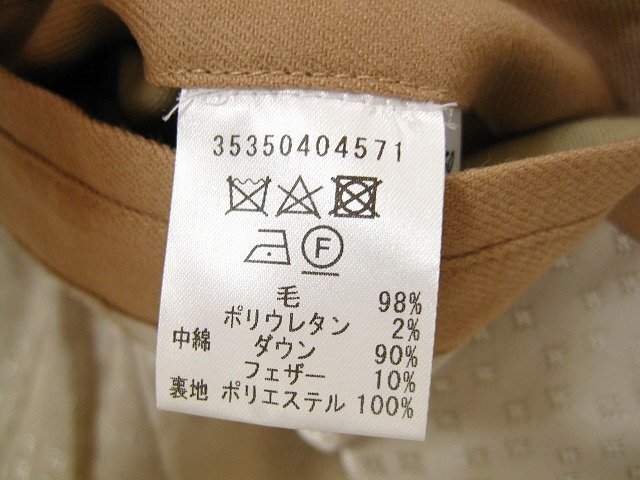 35350404571
F
毛 98%
ポリウレタン 2%
中綿 ダウン 90%
フェザー 10%
裏地 ポリエステル 100%